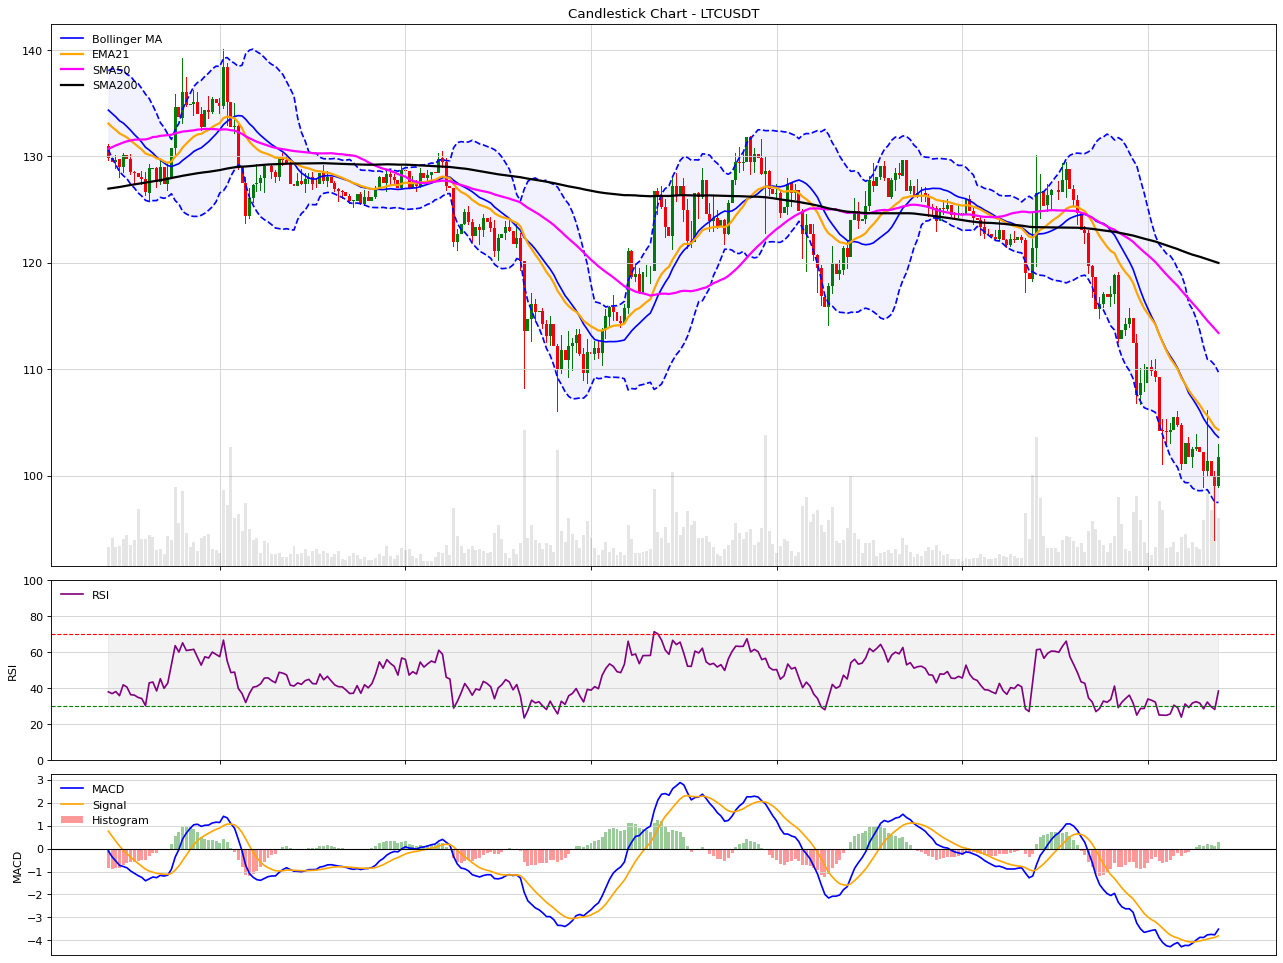 Candlestick Chart - LTCUSDT
Bollinger MA
EMA21
SMA50
SMA200
140
130
120
110
100
RSI
100
80
60
40
20
0
RSI
MACD
Signal
Histogram
3
2
1
0
−1
−2
−3
−4
MACD